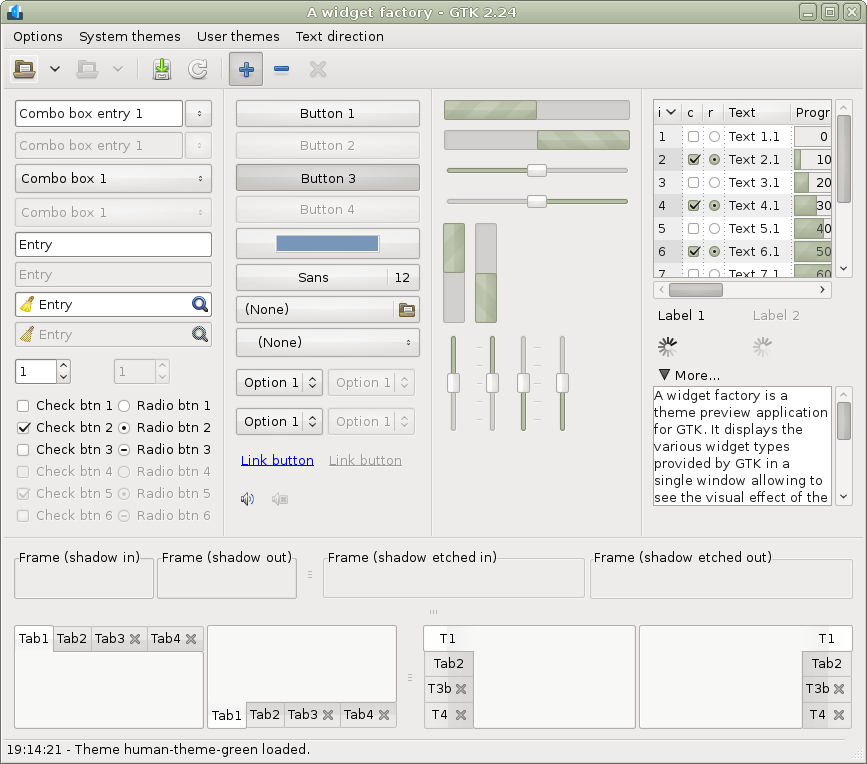 A widget factory - GTK 2.24
Options System themes User themes Text direction
Combo box entry 1
Combo box entry 1
Combo box 1
Combo box 1
Entry
Entry
Entry
Entry
1 1
Check btn 1 Radio btn 1
Check btn 2 Radio btn 2
Check btn 3 Radio btn 3
Check btn 4 Radio btn 4
Check btn 5 Radio btn 5
Check btn 6 Radio btn 6
Button 1
Button 2
Button 3
Button 4
Sans 12
(None)
(None)
Option 1 Option 1
Option 1 Option 1
Link button Link button
i c r Text Progr
1 Text 1.1 0
2 Text 2.1 10
3 Text 3.1 20
4 Text 4.1 30
5 Text 5.1 40
6 Text 6.1 50
7 Text 7.1 60
Label 1 Label 2
More...
A widget factory is a
theme preview application
for GTK. It displays the
various widget types
provided by GTK in a
single window allowing to
see the visual effect of the
Frame (shadow in) Frame (shadow out) Frame (shadow etched in) Frame (shadow etched out)
Tab1 Tab2 Tab3 Tab4
Tab1 Tab2 Tab3 Tab4
T1
Tab2
T3b
T4
T1
Tab2
T3b
T4
19:14:21 - Theme human-theme-green loaded.